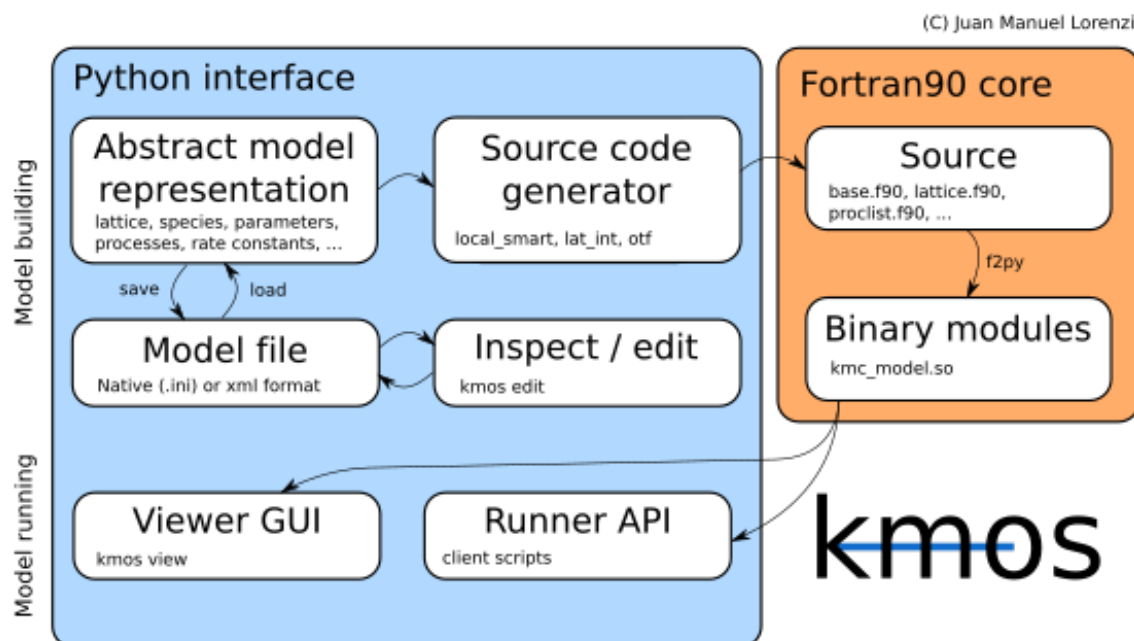 (C) Juan Manuel Lorenzi
Python interface
Fortran90 core
Model building
Abstract model
representation
lattice, species, parameters,
processes, rate constants, ...
Source code
generator
local_smart, lat_int, otf
Source
base.f90, lattice.f90,
proclist.f90, ...
save
load
f2py
Model file
Native (.ini) or xml format
Inspect / edit
kmos edit
Binary modules
kmc_model.so
Model running
Viewer GUI
kmos view
Runner API
client scripts
kmos